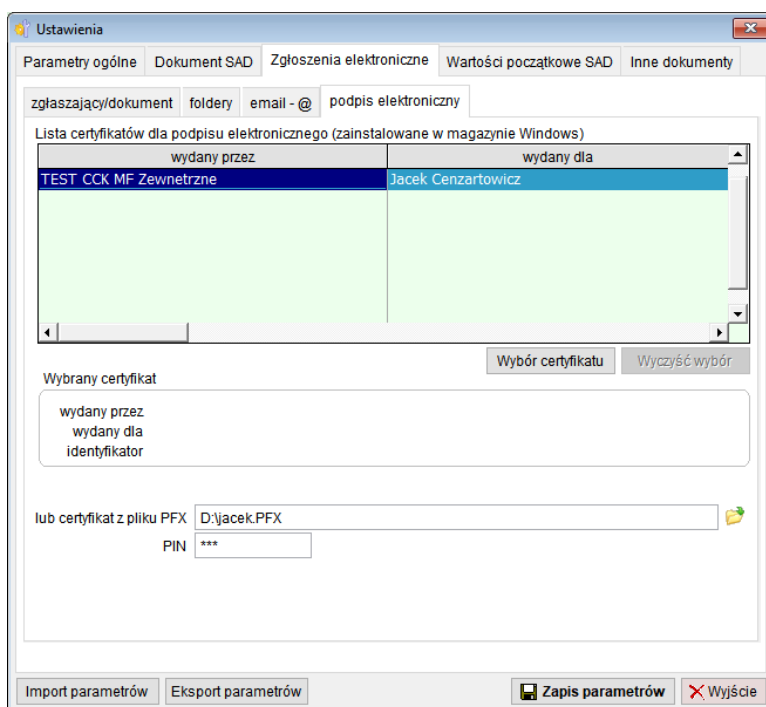 Ustawienia
Parametry ogólne Dokument SAD Zgłoszenia elektroniczne Wartości początkowe SAD Inne dokumenty
zgłaszający/dokument foldery email - @ podpis elektroniczny
Lista certyfikatów dla podpisu elektronicznego (zainstalowane w magazynie Windows)
wydany przez wydany dla
TEST CCK MF Zewnetrzne Jacek Cenzartowicz
Wybór certyfikatu Wyczyść wybór
Wybrany certyfikat
wydany przez
wydany dla
identyfikator
lub certyfikat z pliku PFX D:\jacek.PFX
PIN ***
Import parametrów Eksport parametrów Zapis parametrów Wyjście